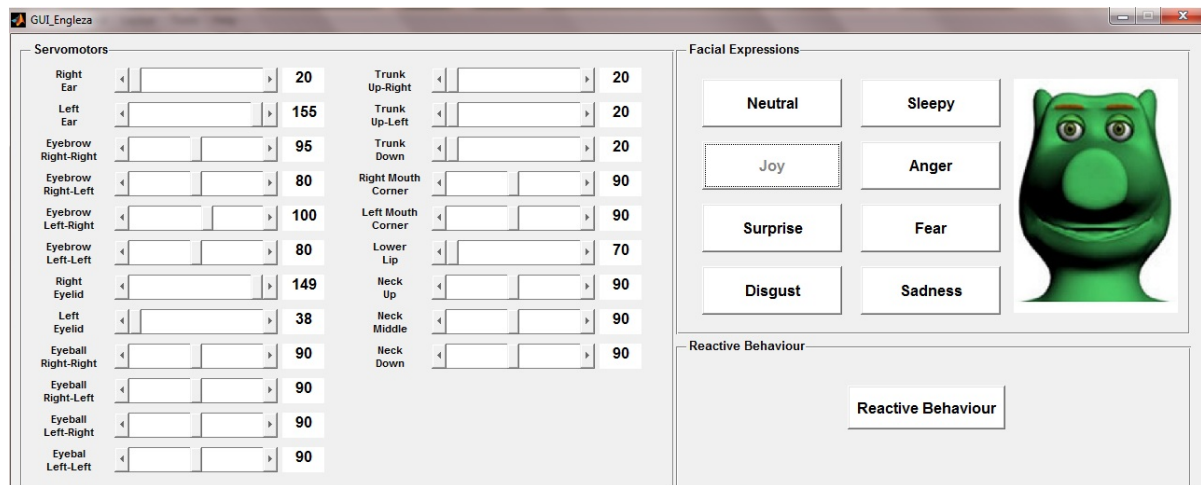 GUI_Engleza
Servomotors
Right
Ear
20
Left
Ear
155
Eyebrow
Right-Right
95
Eyebrow
Right-Left
80
Eyebrow
Left-Right
100
Eyebrow
Left-Left
80
Right
Eyelid
149
Left
Eyelid
38
Eyeball
Right-Right
90
Eyeball
Right-Left
90
Eyeball
Left-Right
90
Eyebal
Left-Left
90
Trunk
Up-Right
20
Trunk
Up-Left
20
Trunk
Down
20
Right Mouth
Corner
90
Left Mouth
Corner
90
Lower
Lip
70
Neck
Up
90
Neck
Middle
90
Neck
Down
90
Facial Expressions
Neutral
Sleepy
Joy
Anger
Surprise
Fear
Disgust
Sadness
Reactive Behaviour
Reactive Behaviour